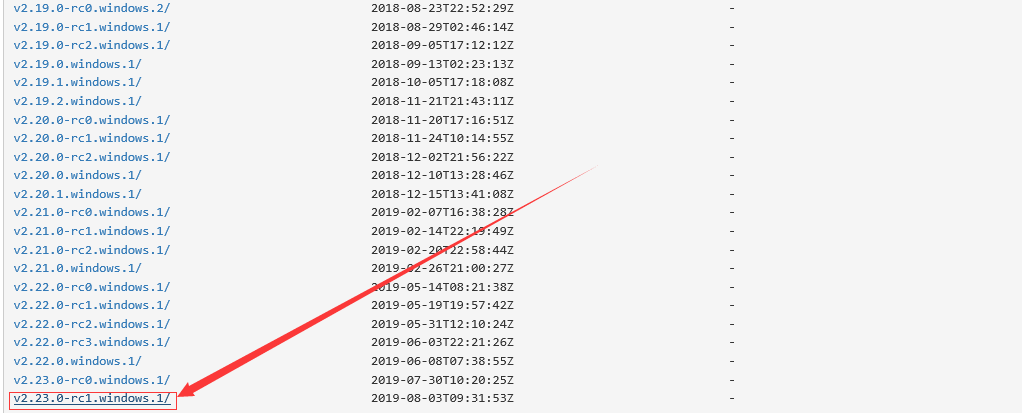 v2.19.0-rc0.windows.2/ 2018-08-23T22:52:29Z -
v2.19.0-rc1.windows.1/ 2018-08-29T02:46:14Z -
v2.19.0-rc2.windows.1/ 2018-09-05T17:12:12Z -
v2.19.0.windows.1/ 2018-09-13T02:23:13Z -
v2.19.1.windows.1/ 2018-10-05T17:18:08Z -
v2.19.2.windows.1/ 2018-11-21T21:43:11Z -
v2.20.0-rc0.windows.1/ 2018-11-20T17:16:51Z -
v2.20.0-rc1.windows.1/ 2018-11-24T10:14:55Z -
v2.20.0-rc2.windows.1/ 2018-12-02T21:56:22Z -
v2.20.0.windows.1/ 2018-12-10T13:28:46Z -
v2.20.1.windows.1/ 2018-12-15T13:41:08Z -
v2.21.0-rc0.windows.1/ 2019-02-07T16:38:28Z -
v2.21.0-rc1.windows.1/ 2019-02-14T22:19:49Z -
v2.21.0-rc2.windows.1/ 2019-02-20T22:58:44Z -
v2.21.0.windows.1/ 2019-02-26T21:00:27Z -
v2.22.0-rc0.windows.1/ 2019-05-14T08:21:38Z -
v2.22.0-rc1.windows.1/ 2019-05-19T19:57:42Z -
v2.22.0-rc2.windows.1/ 2019-05-31T12:10:24Z -
v2.22.0-rc3.windows.1/ 2019-06-03T22:21:26Z -
v2.22.0.windows.1/ 2019-06-08T07:38:55Z -
v2.23.0-rc0.windows.1/ 2019-07-30T10:20:25Z -
v2.23.0-rc1.windows.1/ 2019-08-03T09:31:53Z -